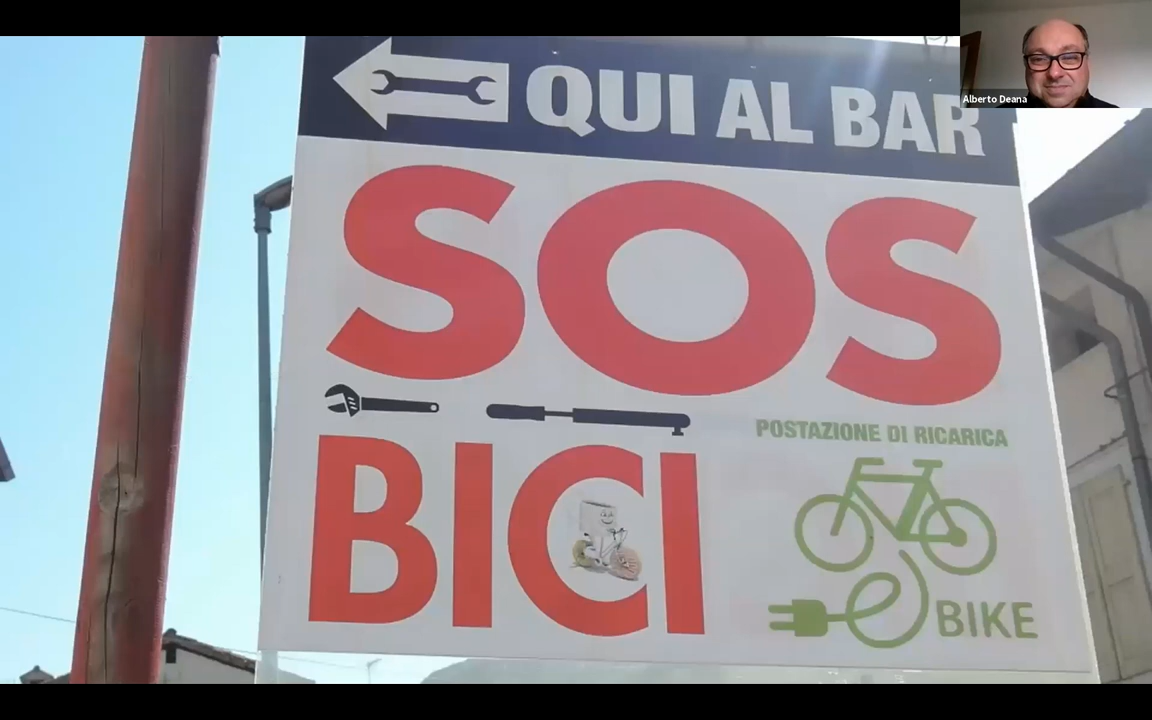 Alberto Deana
QUI AL BAR
SOS
POSTAZIONE DI RICARICA
BICI
BIKE